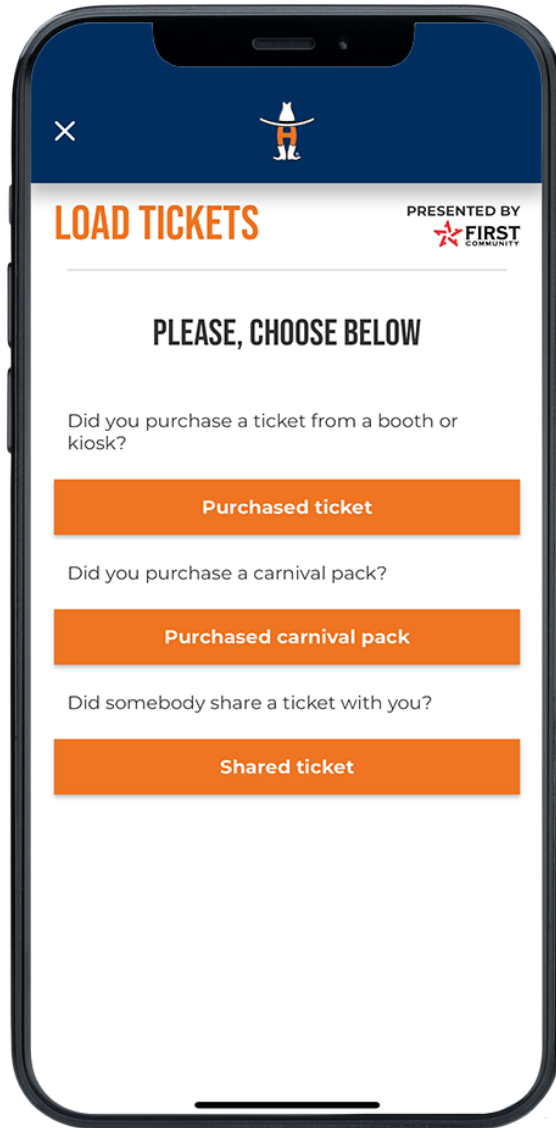 LOAD TICKETS
PRESENTED BY
FIRST
COMMUNITY
PLEASE, CHOOSE BELOW
Did you purchase a ticket from a booth or
kiosk?
Purchased ticket
Did you purchase a carnival pack?
Purchased carnival pack
Did somebody share a ticket with you?
Shared ticket